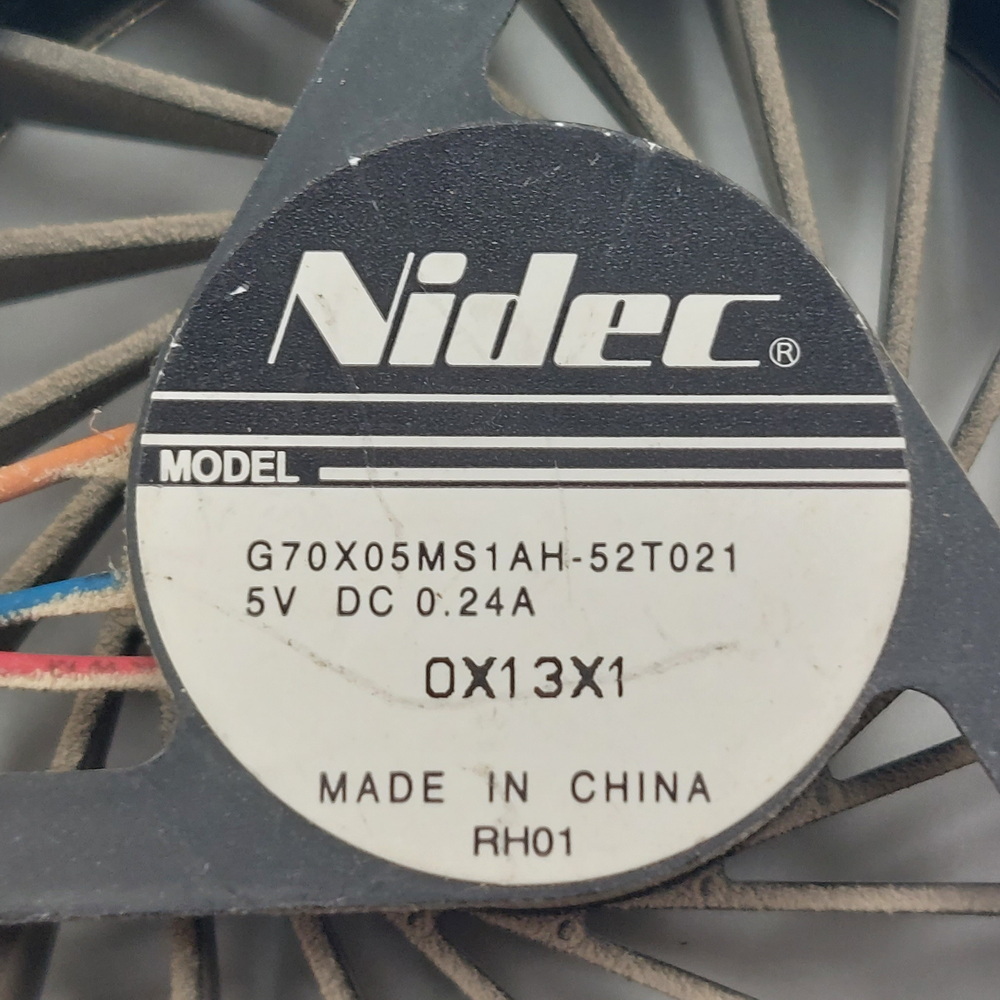 Nidec®
MODEL
G70X05MS1AH-52T021
5V DC 0.24A
0X13X1
MADE IN CHINA
RH01